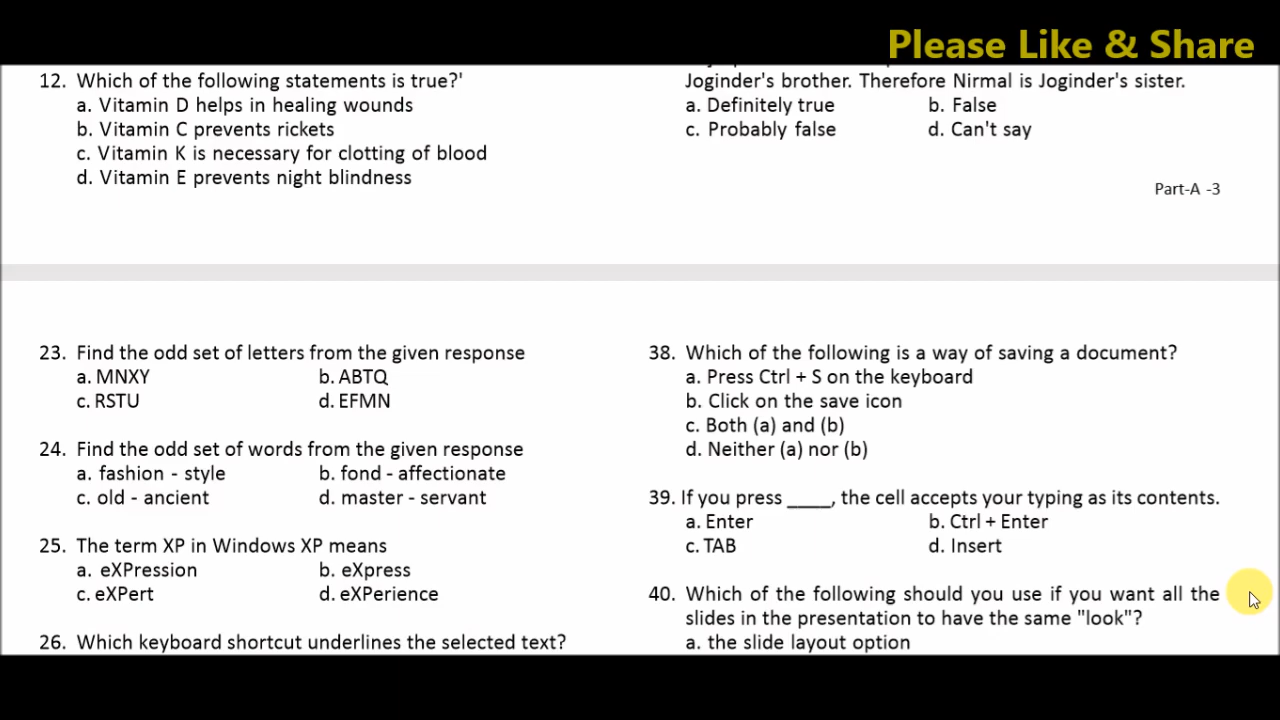 Please Like & Share
12. Which of the following statements is true?'
a. Vitamin D helps in healing wounds
b. Vitamin C prevents rickets
c. Vitamin K is necessary for clotting of blood
d. Vitamin E prevents night blindness
Joginder's brother. Therefore Nirmal is Joginder's sister.
a. Definitely true b. False
c. Probably false d. Can't say
Part-A -3
23. Find the odd set of letters from the given response
a. MNXY b. ABTQ
c. RSTU d. EFMN
24. Find the odd set of words from the given response
a. fashion - style b. fond - affectionate
c. old - ancient d. master - servant
25. The term XP in Windows XP means
a. eXPression b. eXpress
c. eXPert d. eXPerience
26. Which keyboard shortcut underlines the selected text?
38. Which of the following is a way of saving a document?
a. Press Ctrl + S on the keyboard
b. Click on the save icon
c. Both (a) and (b)
d. Neither (a) nor (b)
39. If you press ____, the cell accepts your typing as its contents.
a. Enter b. Ctrl + Enter
c. TAB d. Insert
40. Which of the following should you use if you want all the
slides in the presentation to have the same "look"?
a. the slide layout option